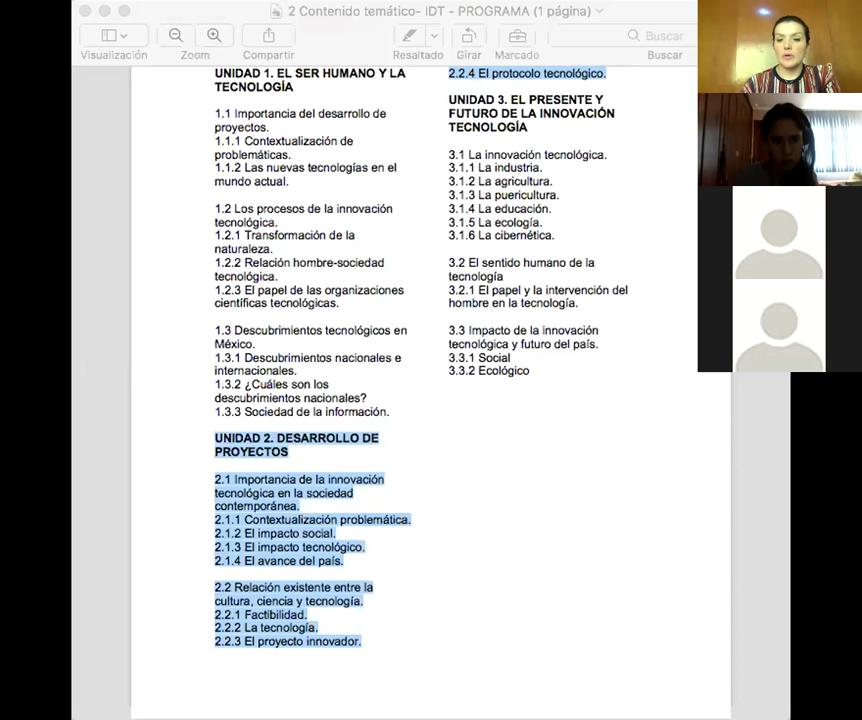 2 Contenido temático- IDT - PROGRAMA (1 página)
Visualización
Zoom
Compartir
Resaltado
Girar
Marcado
Buscar
Buscar
UNIDAD 1. EL SER HUMANO Y LA
TECNOLOGÍA
1.1 Importancia del desarrollo de
proyectos.
1.1.1 Contextualización de
problemáticas.
1.1.2 Las nuevas tecnologías en el
mundo actual.
1.2 Los procesos de la innovación
tecnológica.
1.2.1 Transformación de la
naturaleza.
1.2.2 Relación hombre-sociedad
tecnológica.
1.2.3 El papel de las organizaciones
científicas tecnológicas.
1.3 Descubrimientos tecnológicos en
México.
1.3.1 Descubrimientos nacionales e
internacionales.
1.3.2 ¿Cuáles son los
descubrimientos nacionales?
1.3.3 Sociedad de la información.
UNIDAD 2. DESARROLLO DE
PROYECTOS
2.1 Importancia de la innovación
tecnológica en la sociedad
contemporánea.
2.1.1 Contextualización problemática.
2.1.2 El impacto social.
2.1.3 El impacto tecnológico.
2.1.4 El avance del país.
2.2 Relación existente entre la
cultura, ciencia y tecnología.
2.2.1 Factibilidad.
2.2.2 La tecnología.
2.2.3 El proyecto innovador.
2.2.4 El protocolo tecnológico.
UNIDAD 3. EL PRESENTE Y
FUTURO DE LA INNOVACIÓN
TECNOLOGÍA
3.1 La innovación tecnológica.
3.1.1 La industria.
3.1.2 La agricultura.
3.1.3 La puericultura.
3.1.4 La educación.
3.1.5 La ecología.
3.1.6 La cibernética.
3.2 El sentido humano de la
tecnología
3.2.1 El papel y la intervención del
hombre en la tecnología.
3.3 Impacto de la innovación
tecnológica y futuro del país.
3.3.1 Social
3.3.2 Ecológico